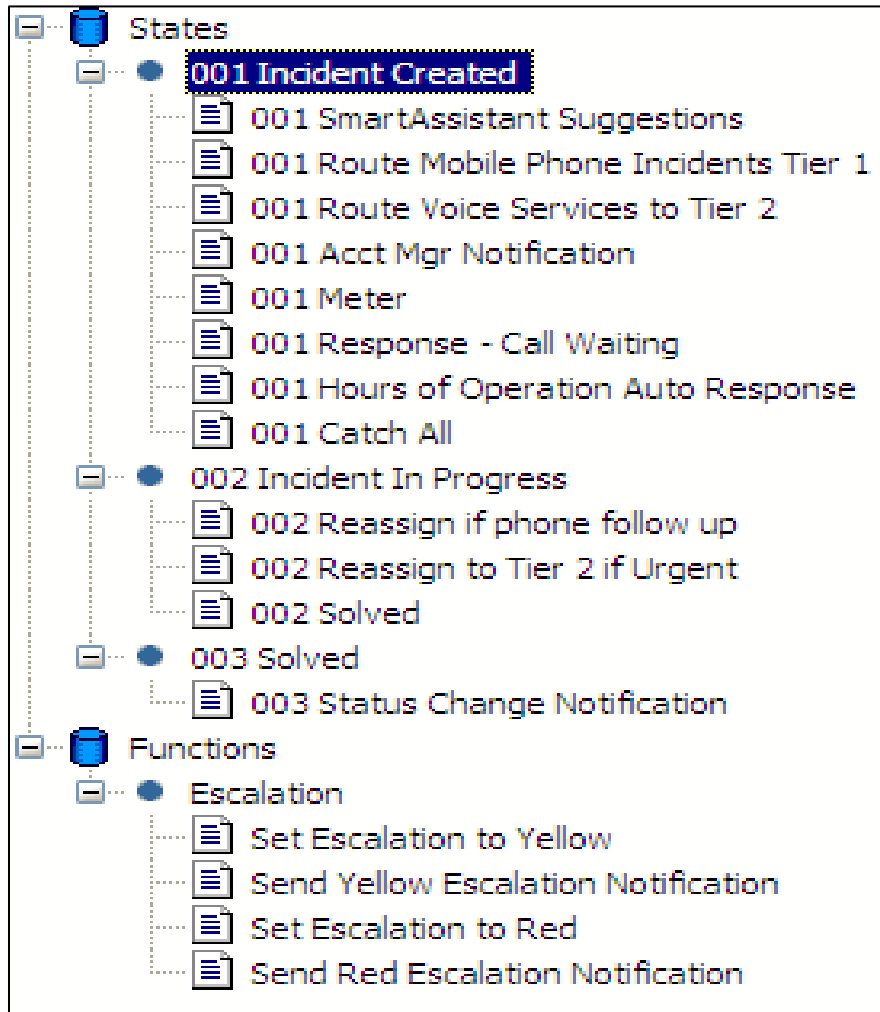 States
001 Incident Created
001 SmartAssistant Suggestions
001 Route Mobile Phone Incidents Tier 1
001 Route Voice Services to Tier 2
001 Acct Mgr Notification
001 Meter
001 Response - Call Waiting
001 Hours of Operation Auto Response
001 Catch All
002 Incident In Progress
002 Reassign if phone follow up
002 Reassign to Tier 2 if Urgent
002 Solved
003 Solved
003 Status Change Notification
Functions
Escalation
Set Escalation to Yellow
Send Yellow Escalation Notification
Set Escalation to Red
Send Red Escalation Notification